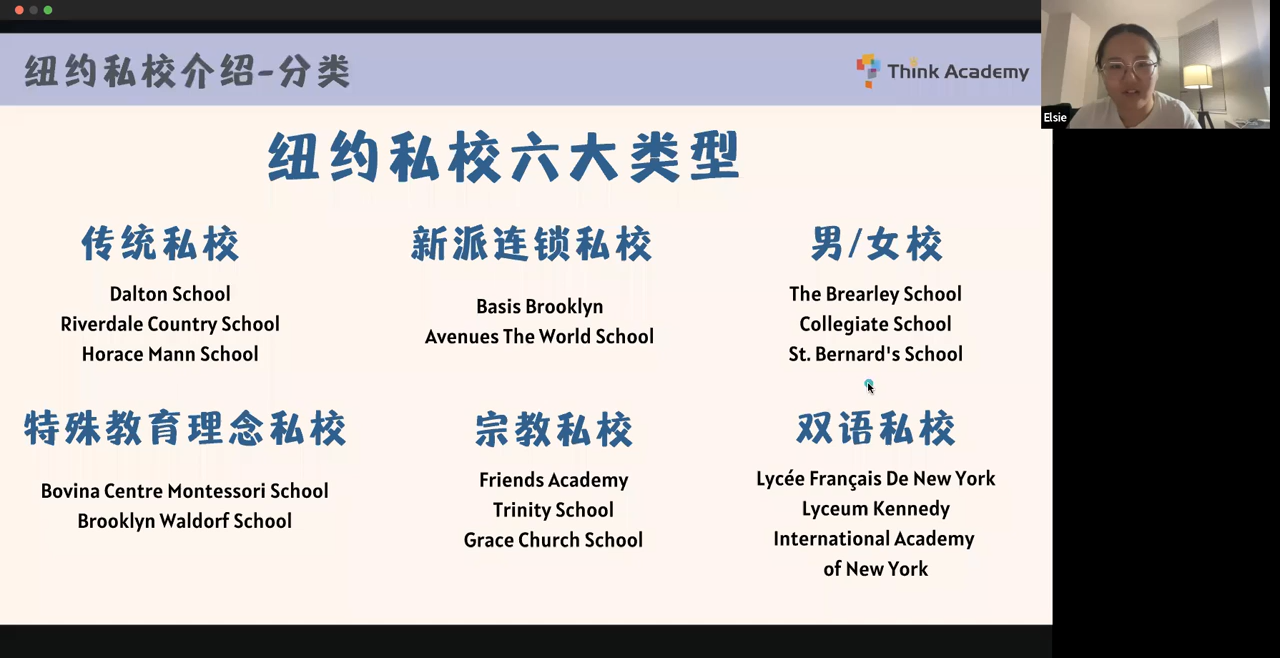 纽约私校介绍-分类
Think Academy
Elsie
纽约私校六大类型
传统私校
Dalton School
Riverdale Country School
Horace Mann School
新派连锁私校
Basis Brooklyn
Avenues The World School
男/女校
The Brearley School
Collegiate School
St. Bernard's School
特殊教育理念私校
Bovina Centre Montessori School
Brooklyn Waldorf School
宗教私校
Friends Academy
Trinity School
Grace Church School
双语私校
Lycée Français De New York
Lyceum Kennedy
International Academy
of New York